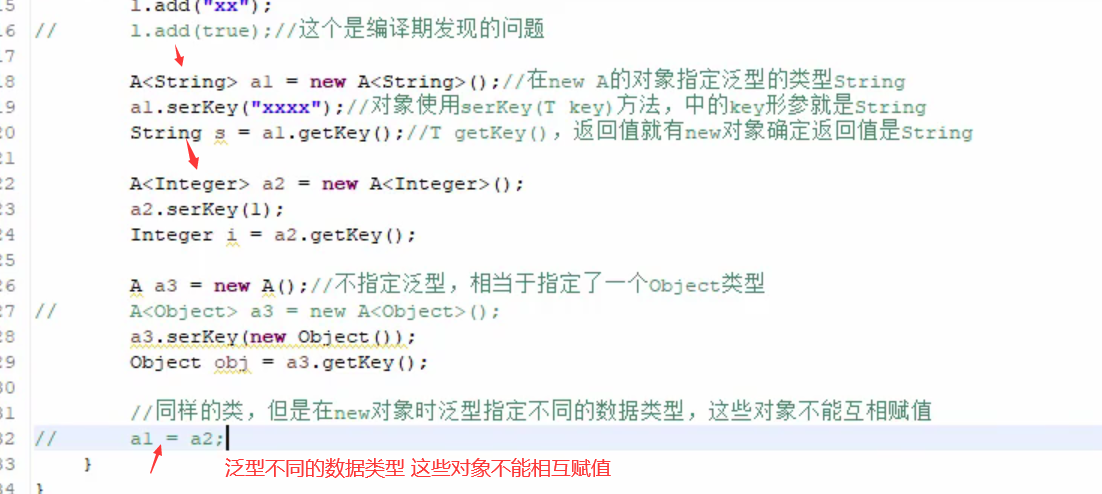 15 l.add("xx");
16 // l.add(true);//这个是编译期发现的问题
17
18 A<String> a1 = new A<String>();//在new A的对象指定泛型的类型String
19 a1.serKey("xxxx");//对象使用serKey(T key)方法，中的key形参就是String
20 String s = a1.getKey();//T getKey()，返回值就有new对象确定返回值是String
21
22 A<Integer> a2 = new A<Integer>();
23 a2.serKey(1);
24 Integer i = a2.getKey();
25
26 A a3 = new A();//不指定泛型，相当于指定了一个Object类型
27 // A<Object> a3 = new A<Object>();
28 a3.serKey(new Object());
29 Object obj = a3.getKey();
30
31 //同样的类，但是在new对象时泛型指定不同的数据类型，这些对象不能互相赋值
32 // a1 = a2;
33 }
泛型不同的数据类型 这些对象不能相互赋值
34 }